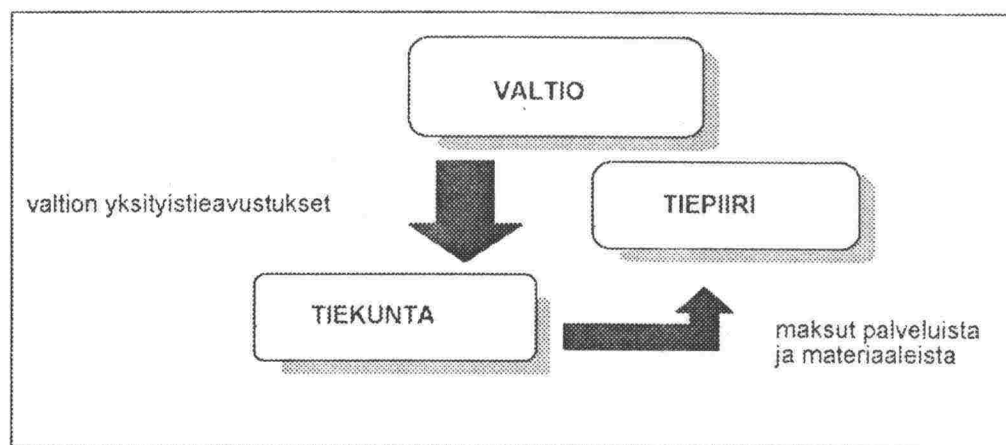 VALTIO
valtion yksityistieavustukset
TIEPIIRI
TIEKUNTA
maksut palveluista
ja materiaaleista